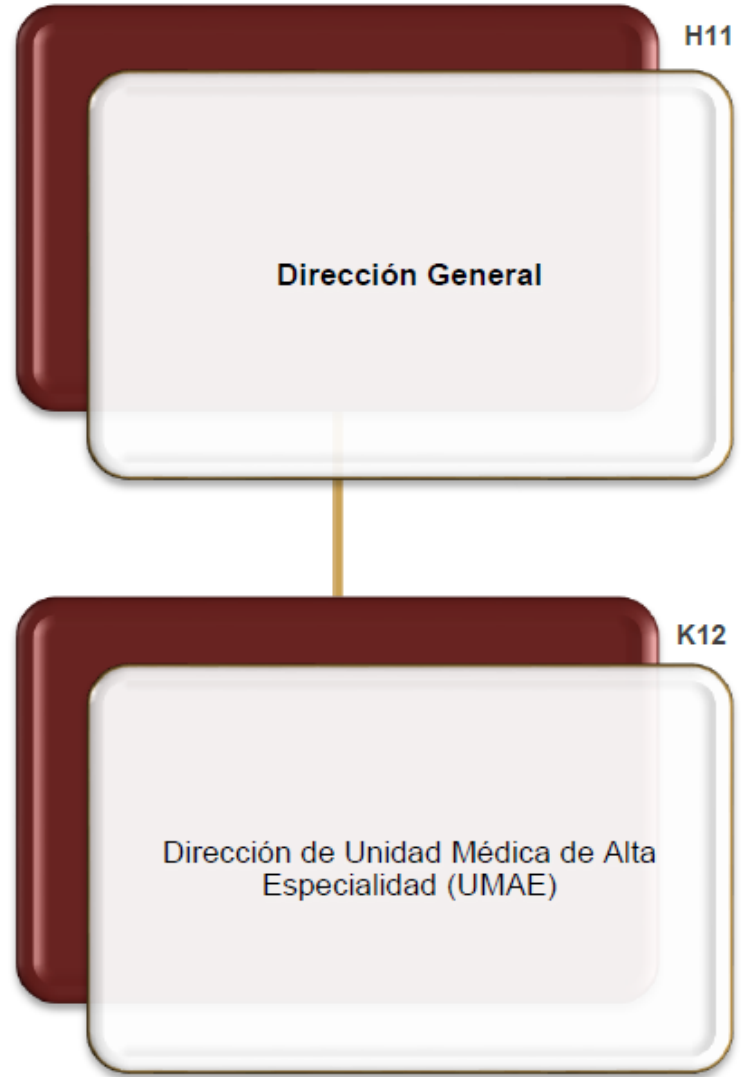 H11
Dirección General
K12
Dirección de Unidad Médica de Alta
Especialidad (UMAE)